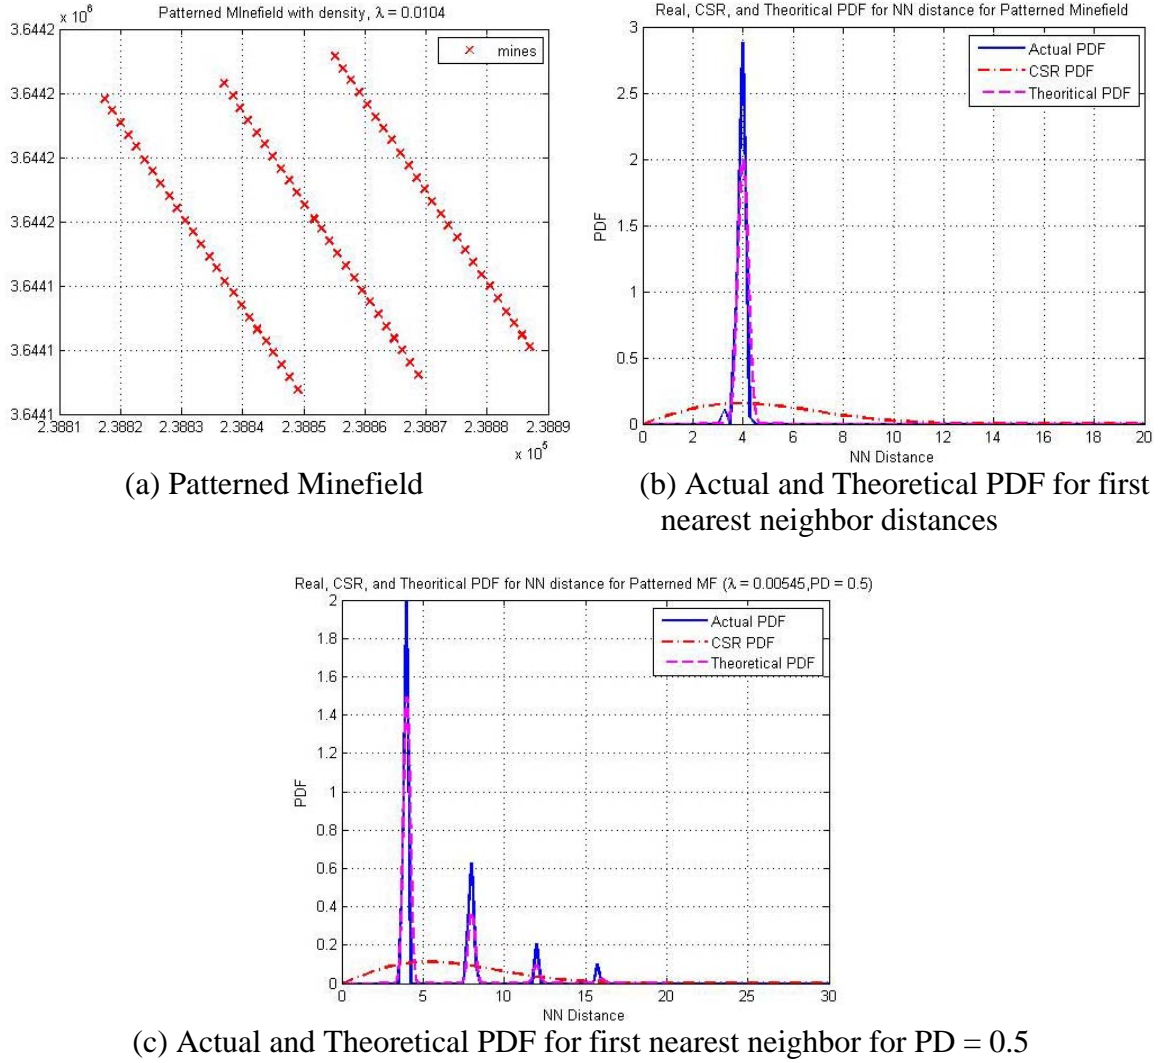 Patterned MInefield with density, λ = 0.0104
x 10⁶
3.6442
3.6442
3.6442
3.6442
3.6441
3.6441
3.6441
× mines
2.3881 2.3882 2.3883 2.3884 2.3885 2.3886 2.3887 2.3888 2.3889
x 10⁵
(a) Patterned Minefield
Real, CSR, and Theoritical PDF for NN distance for Patterned Minefield
3
2.5
2
1.5
1
0.5
0
PDF
Actual PDF
CSR PDF
Theoritical PDF
0 2 4 6 8 10 12 14 16 18 20
NN Distance
(b) Actual and Theoretical PDF for first
nearest neighbor distances
Real, CSR, and Theoritical PDF for NN distance for Patterned MF (λ = 0.00545,PD = 0.5)
2
1.8
1.6
1.4
1.2
1
0.8
0.6
0.4
0.2
0
PDF
Actual PDF
CSR PDF
Theoretical PDF
0 5 10 15 20 25 30
NN Distance
(c) Actual and Theoretical PDF for first nearest neighbor for PD = 0.5